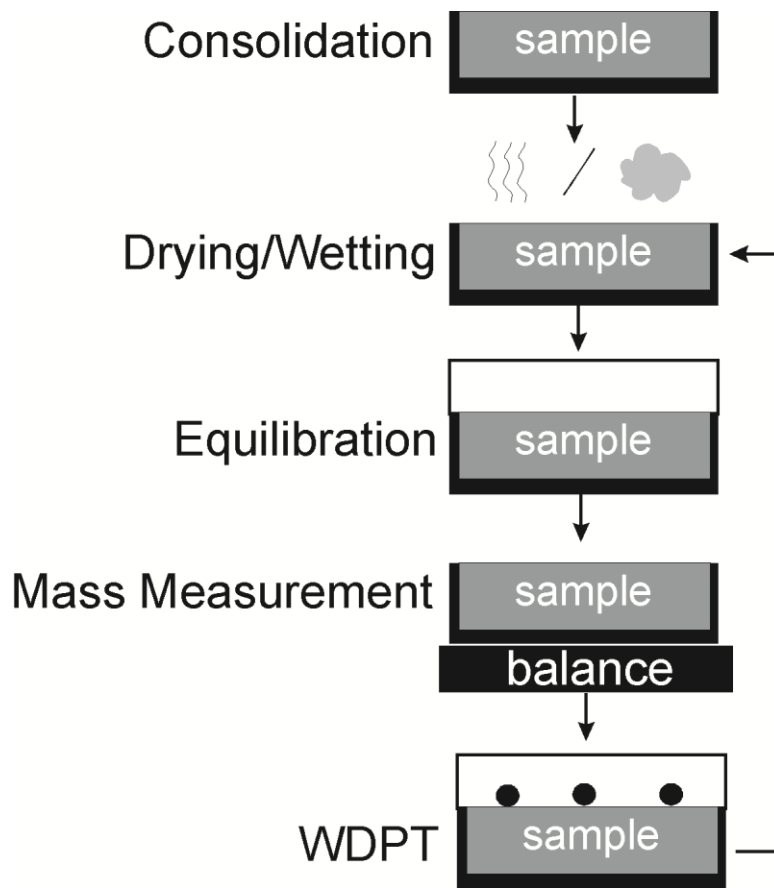 Consolidation sample
Drying/Wetting sample
Equilibration sample
Mass Measurement sample
balance
WDPT sample